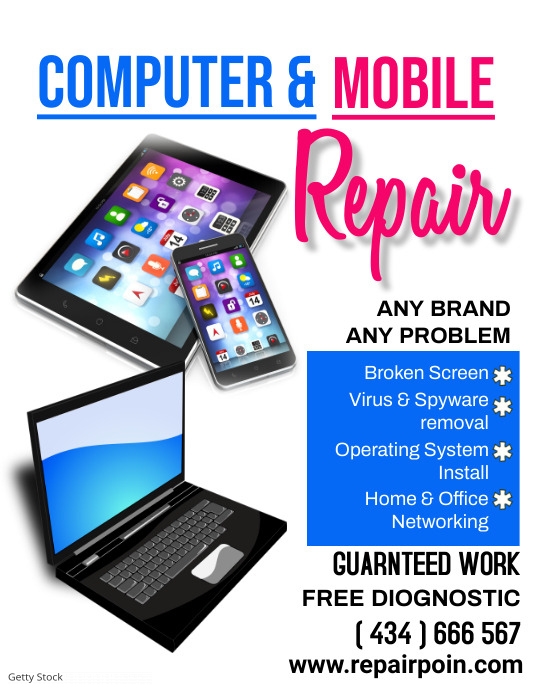 COMPUTER & MOBILE
Repair
ANY BRAND
ANY PROBLEM
Broken Screen
Virus & Spyware
removal
Operating System
Install
Home & Office
Networking
GUARNTEED WORK
FREE DIOGNOSTIC
( 434 ) 666 567
www.repairpoin.com
Getty Stock